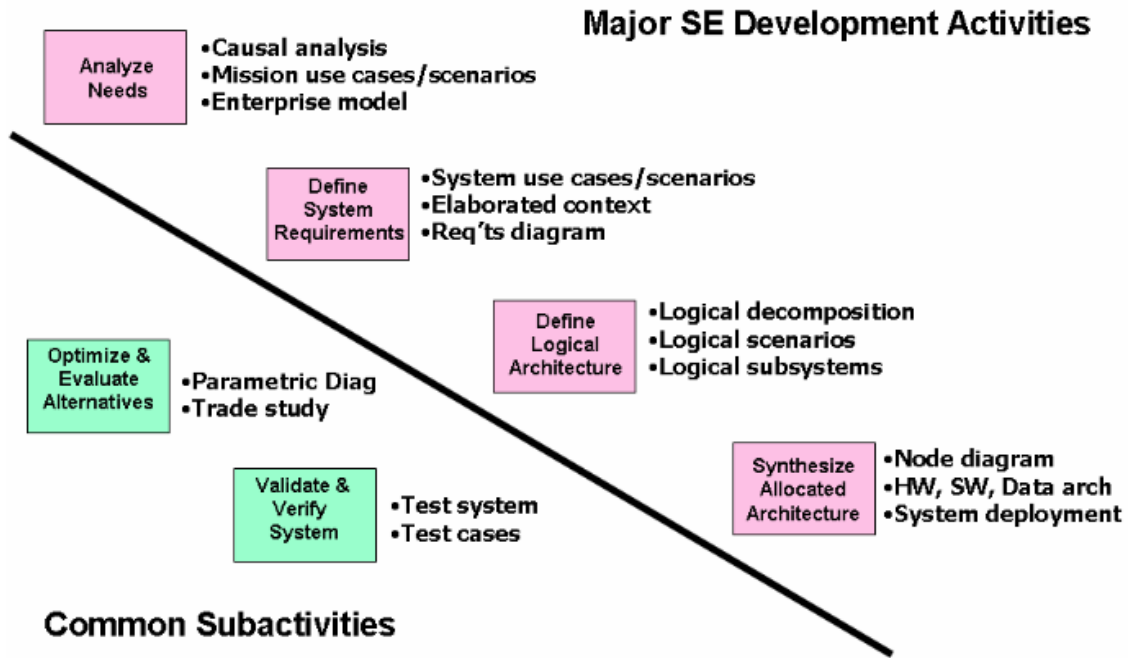 Major SE Development Activities
Analyze
Needs
•Causal analysis
•Mission use cases/scenarios
•Enterprise model
Define
System
Requirements
•System use cases/scenarios
•Elaborated context
•Req'ts diagram
Define
Logical
Architecture
•Logical decomposition
•Logical scenarios
•Logical subsystems
Optimize &
Evaluate
Alternatives
•Parametric Diag
•Trade study
Synthesize
Allocated
Architecture
•Node diagram
•HW, SW, Data arch
•System deployment
Validate &
Verify
System
•Test system
•Test cases
Common Subactivities